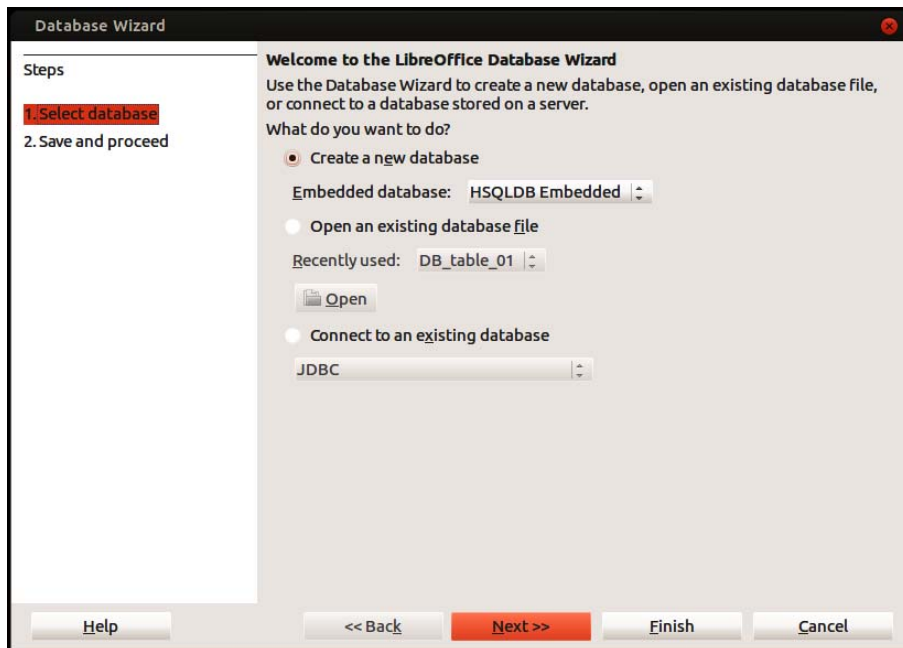 Database Wizard
Steps
1. Select database
2. Save and proceed
Welcome to the LibreOffice Database Wizard
Use the Database Wizard to create a new database, open an existing database file,
or connect to a database stored on a server.
What do you want to do?
Create a new database
Embedded database: HSQLDB Embedded
Open an existing database file
Recently used: DB_table_01
Open
Connect to an existing database
JDBC
Help
<< Back
Next >>
Finish
Cancel